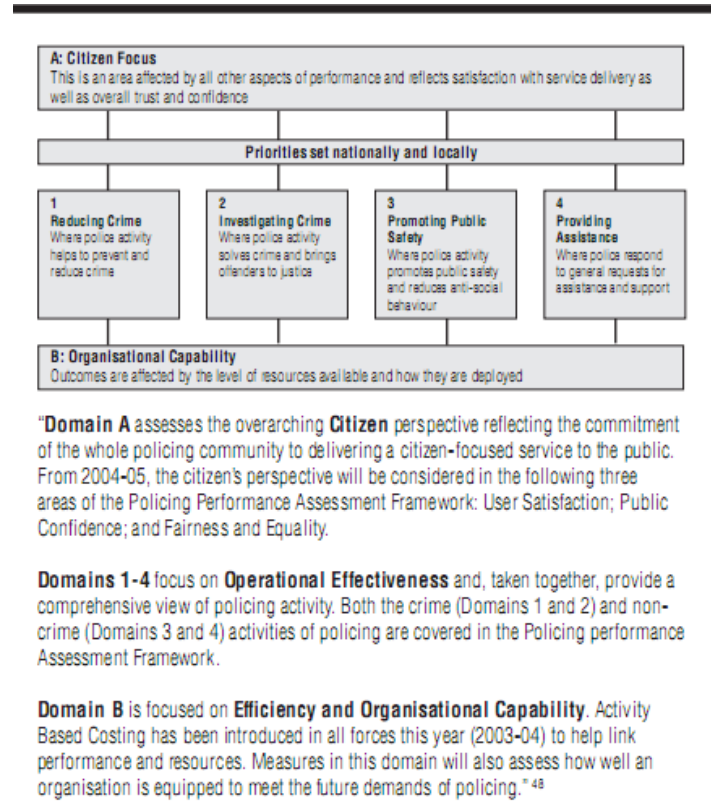 A: Citizen Focus
This is an area affected by all other aspects of performance and reflects satisfaction with service delivery as
well as overall trust and confidence
Priorities set nationally and locally
1
Reducing Crime
Where police activity
helps to prevent and
reduce crime
2
Investigating Crime
Where police activity
solves crime and brings
offenders to justice
3
Promoting Public
Safety
Where police activity
promotes public safety
and reduces anti-social
behaviour
4
Providing
Assistance
Where police respond
to general requests for
assistance and support
B: Organisational Capability
Outcomes are affected by the level of resources available and how they are deployed
“Domain A assesses the overarching Citizen perspective reflecting the commitment
of the whole policing community to delivering a citizen-focused service to the public.
From 2004-05, the citizen’s perspective will be considered in the following three
areas of the Policing Performance Assessment Framework: User Satisfaction; Public
Confidence; and Fairness and Equality.
Domains 1-4 focus on Operational Effectiveness and, taken together, provide a
comprehensive view of policing activity. Both the crime (Domains 1 and 2) and non-
crime (Domains 3 and 4) activities of policing are covered in the Policing performance
Assessment Framework.
Domain B is focused on Efficiency and Organisational Capability. Activity
Based Costing has been introduced in all forces this year (2003-04) to help link
performance and resources. Measures in this domain will also assess how well an
organisation is equipped to meet the future demands of policing.” 48